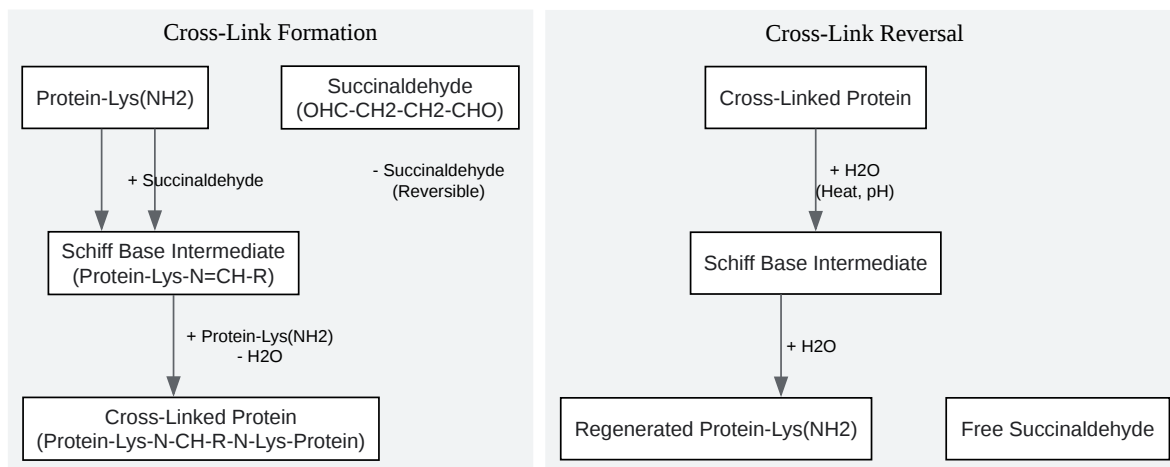 Cross-Link Formation
Protein-Lys(NH2)
Succinaldehyde
(OHC-CH2-CH2-CHO)
+ Succinaldehyde
- Succinaldehyde
(Reversible)
Schiff Base Intermediate
(Protein-Lys-N=CH-R)
+ Protein-Lys(NH2)
- H2O
Cross-Linked Protein
(Protein-Lys-N-CH-R-N-Lys-Protein)
Cross-Link Reversal
Cross-Linked Protein
+ H2O
(Heat, pH)
Schiff Base Intermediate
+ H2O
Regenerated Protein-Lys(NH2)
Free Succinaldehyde